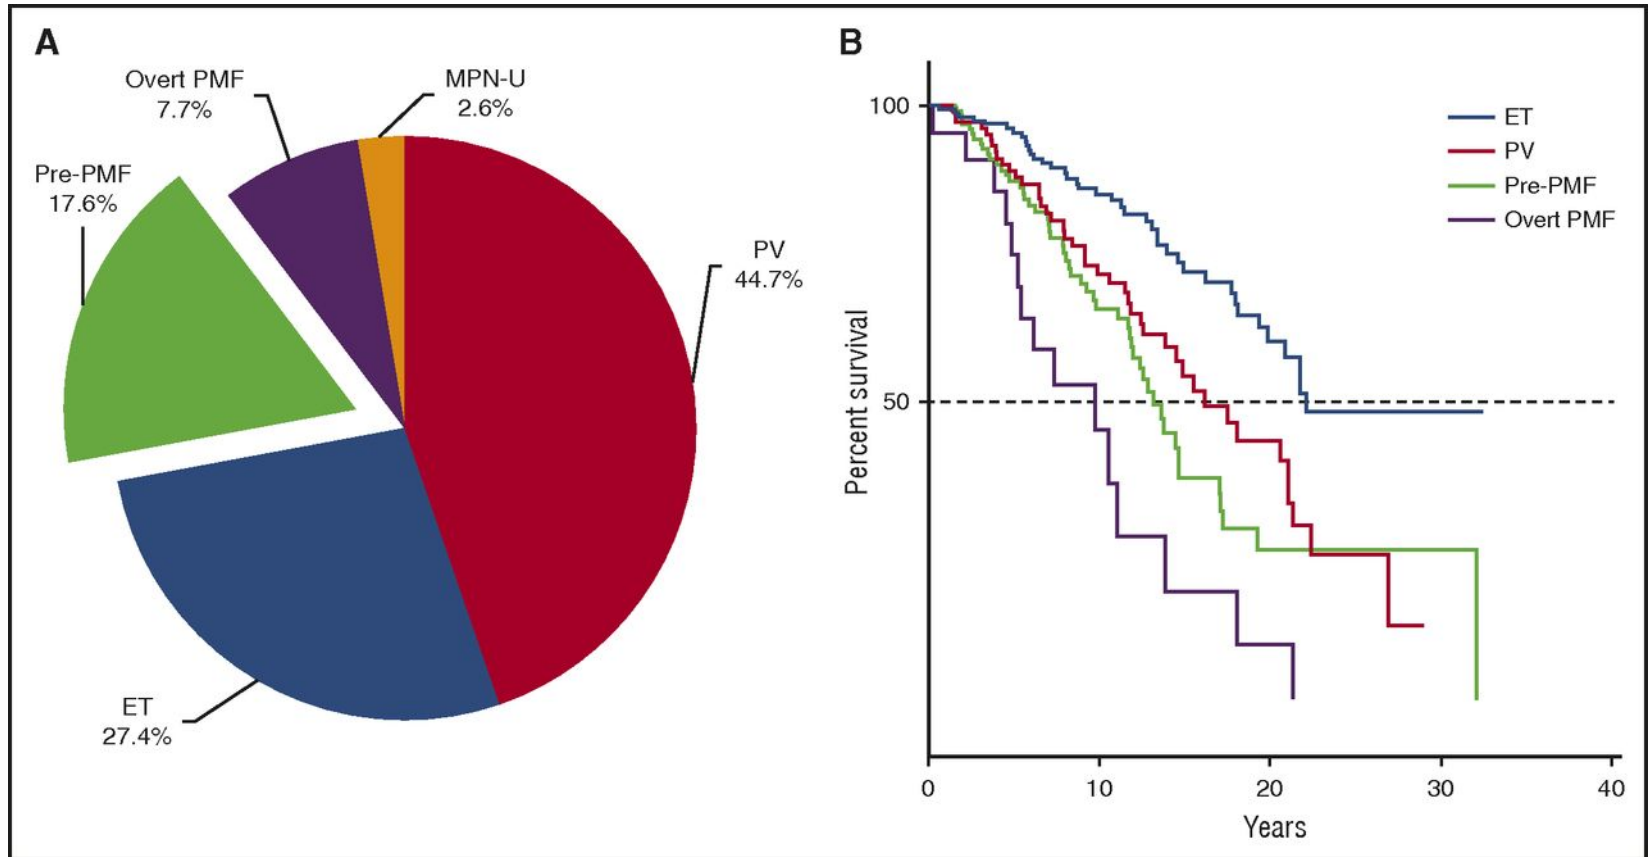 A
Overt PMF
7.7%
MPN-U
2.6%
Pre-PMF
17.6%
PV
44.7%
ET
27.4%
B
100
50
Percent survival
ET
PV
Pre-PMF
Overt PMF
0
10
20
30
40
Years